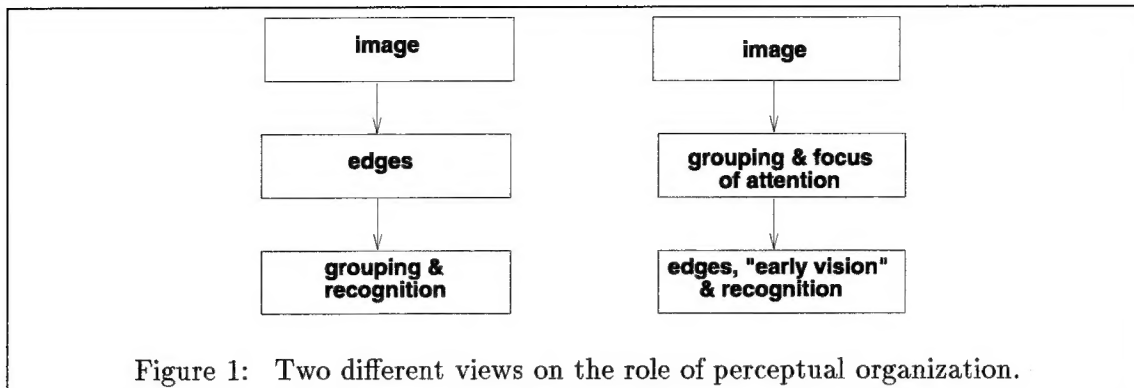 image
edges
grouping &
recognition
image
grouping & focus
of attention
edges, "early vision"
& recognition
Figure 1: Two different views on the role of perceptual organization.